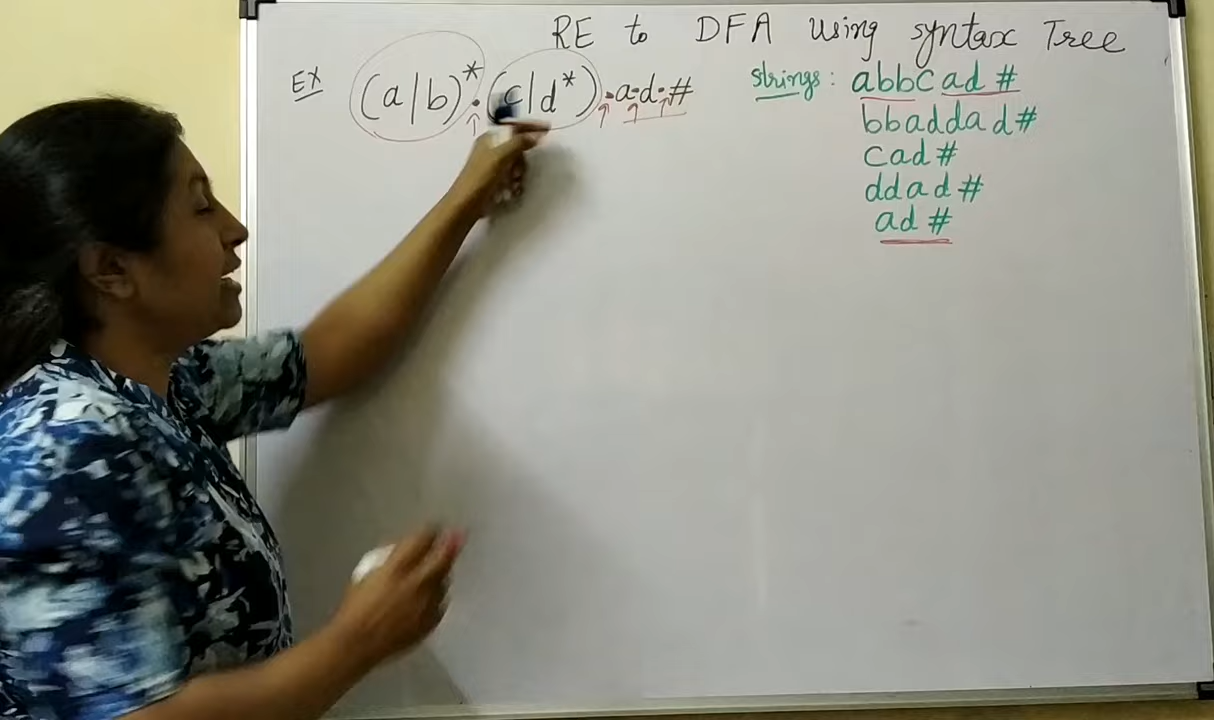 RE to DFA Using Syntax Tree
Ex (a|b)*.(c|d*).a.d.# strings: abbcad#
bbaddad#
cad#
ddad#
ad#